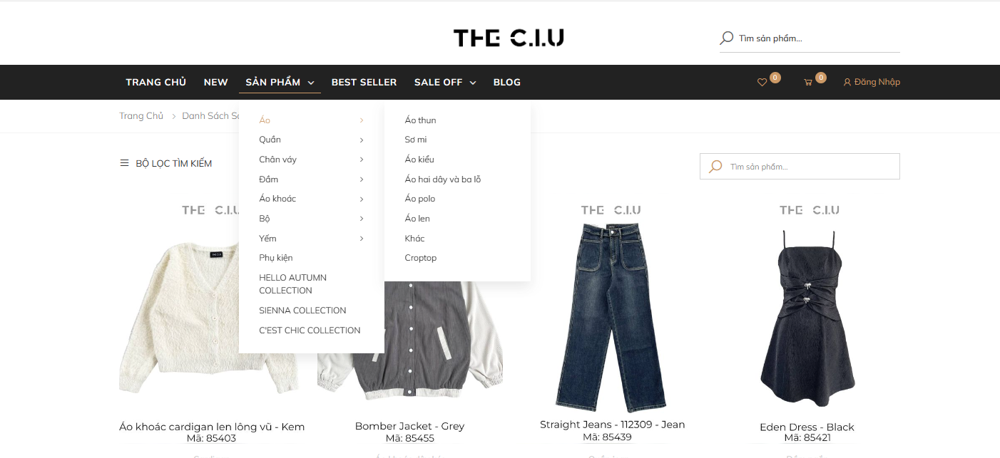 THE C.I.U
Tìm sản phẩm...
TRANG CHỦ NEW SẢN PHẨM BEST SELLER SALE OFF BLOG
0 0 Đăng Nhập
Trang Chủ > Danh Sách
Áo
Quần
Chân váy
Đầm
Áo khoác
Bộ
Yếm
Phụ kiện
HELLO AUTUMN
COLLECTION
SIENNA COLLECTION
C'EST CHIC COLLECTION
Áo thun
Sơ mi
Áo kiểu
Áo hai dây và ba lỗ
Áo polo
Áo len
Khác
Croptop
BỘ LỌC TÌM KIẾM
Tìm sản phẩm...
THE C.I.U
THE C.I.U
THE C.I.U
THE C.I.U
Áo khoác cardigan len lông vũ - Kem
Mã: 85403
Bomber Jacket - Grey
Mã: 85455
Straight Jeans - 112309 - Jean
Mã: 85439
Eden Dress - Black
Mã: 85421